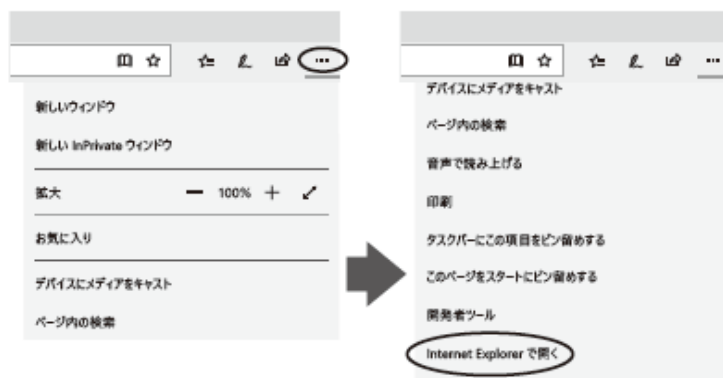 新しいウィンドウ
新しい InPrivate ウィンドウ
拡大
100%
お気に入り
デバイスにメディアをキャスト
ページ内の検索
デバイスにメディアをキャスト
ページ内の検索
音声で読み上げる
印刷
タスクバーにこの項目をピン留めする
このページをスタートにピン留めする
開発者ツール
Internet Explorer で開く